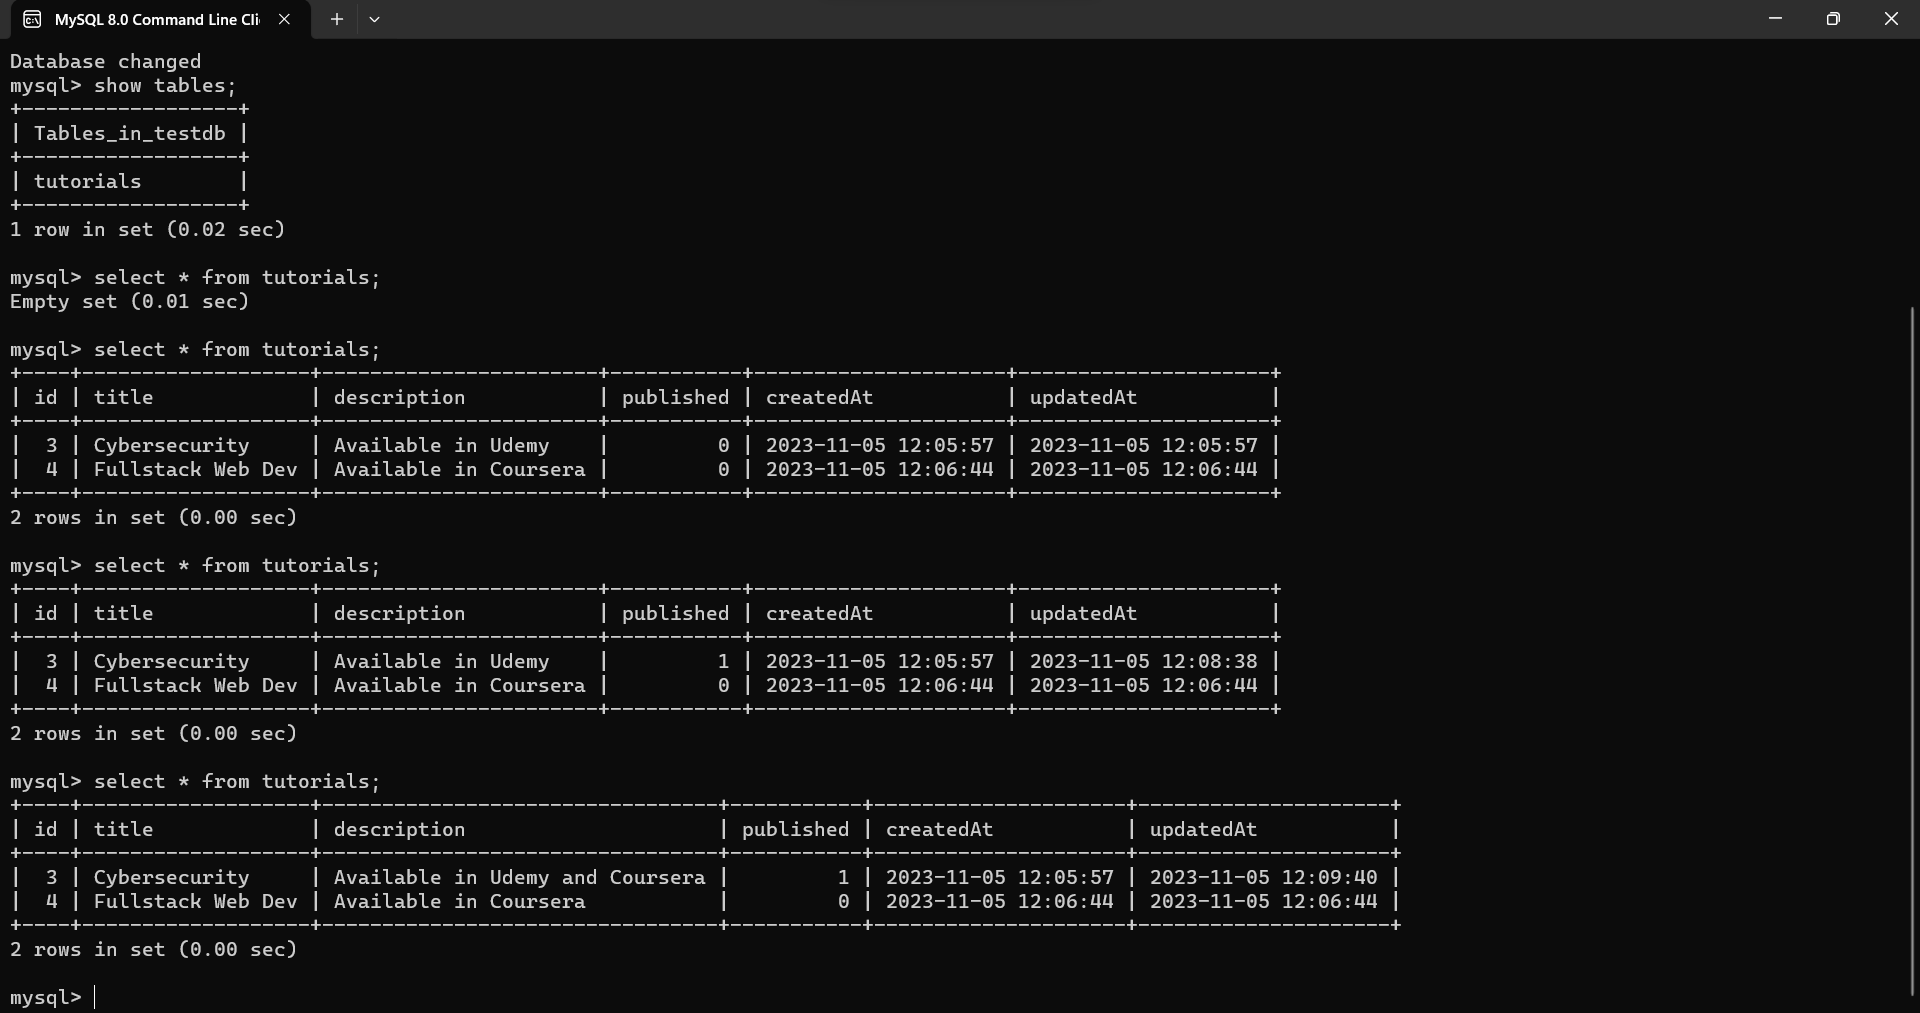 MySQL 8.0 Command Line Cli
Database changed
mysql> show tables;
+------------------+
| Tables_in_testdb |
+------------------+
| tutorials        |
+------------------+
1 row in set (0.02 sec)

mysql> select * from tutorials;
Empty set (0.01 sec)

mysql> select * from tutorials;
+----+-------------------+-----------------------+-----------+---------------------+---------------------+
| id | title             | description           | published | createdAt           | updatedAt           |
+----+-------------------+-----------------------+-----------+---------------------+---------------------+
|  3 | Cybersecurity     | Available in Udemy    |         0 | 2023-11-05 12:05:57 | 2023-11-05 12:05:57 |
|  4 | Fullstack Web Dev | Available in Coursera |         0 | 2023-11-05 12:06:44 | 2023-11-05 12:06:44 |
+----+-------------------+-----------------------+-----------+---------------------+---------------------+
2 rows in set (0.00 sec)

mysql> select * from tutorials;
+----+-------------------+-----------------------+-----------+---------------------+---------------------+
| id | title             | description           | published | createdAt           | updatedAt           |
+----+-------------------+-----------------------+-----------+---------------------+---------------------+
|  3 | Cybersecurity     | Available in Udemy    |         1 | 2023-11-05 12:05:57 | 2023-11-05 12:08:38 |
|  4 | Fullstack Web Dev | Available in Coursera |         0 | 2023-11-05 12:06:44 | 2023-11-05 12:06:44 |
+----+-------------------+-----------------------+-----------+---------------------+---------------------+
2 rows in set (0.00 sec)

mysql> select * from tutorials;
+----+-------------------+---------------------------------+-----------+---------------------+---------------------+
| id | title             | description                     | published | createdAt           | updatedAt           |
+----+-------------------+---------------------------------+-----------+---------------------+---------------------+
|  3 | Cybersecurity     | Available in Udemy and Coursera |         1 | 2023-11-05 12:05:57 | 2023-11-05 12:09:40 |
|  4 | Fullstack Web Dev | Available in Coursera           |         0 | 2023-11-05 12:06:44 | 2023-11-05 12:06:44 |
+----+-------------------+---------------------------------+-----------+---------------------+---------------------+
2 rows in set (0.00 sec)

mysql>